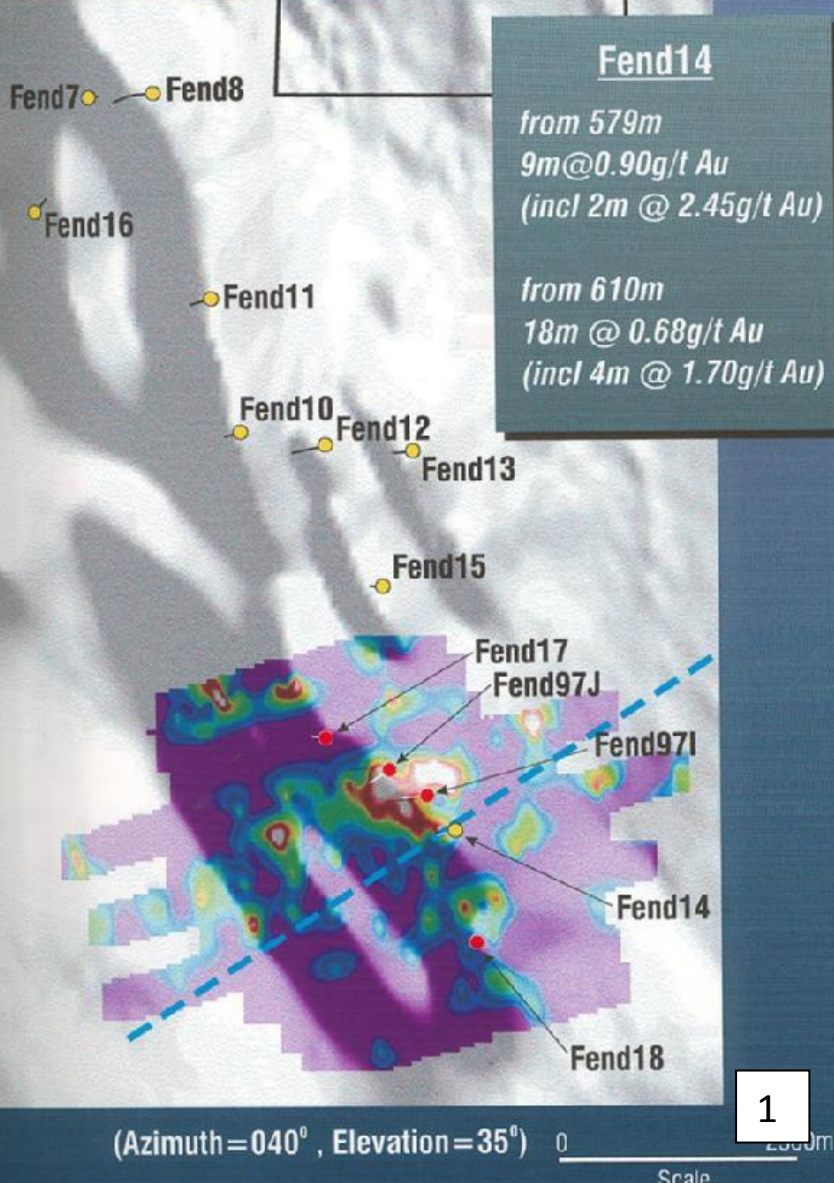 Fend14
from 579m
9m@0.90g/t Au
(incl 2m @ 2.45g/t Au)
from 610m
18m @ 0.68g/t Au
(incl 4m @ 1.70g/t Au)
Fend7
Fend8
Fend16
Fend11
Fend10
Fend12
Fend13
Fend15
Fend17
Fend97J
Fend97I
Fend14
Fend18
1
(Azimuth=040°, Elevation=35°)
0
Scale